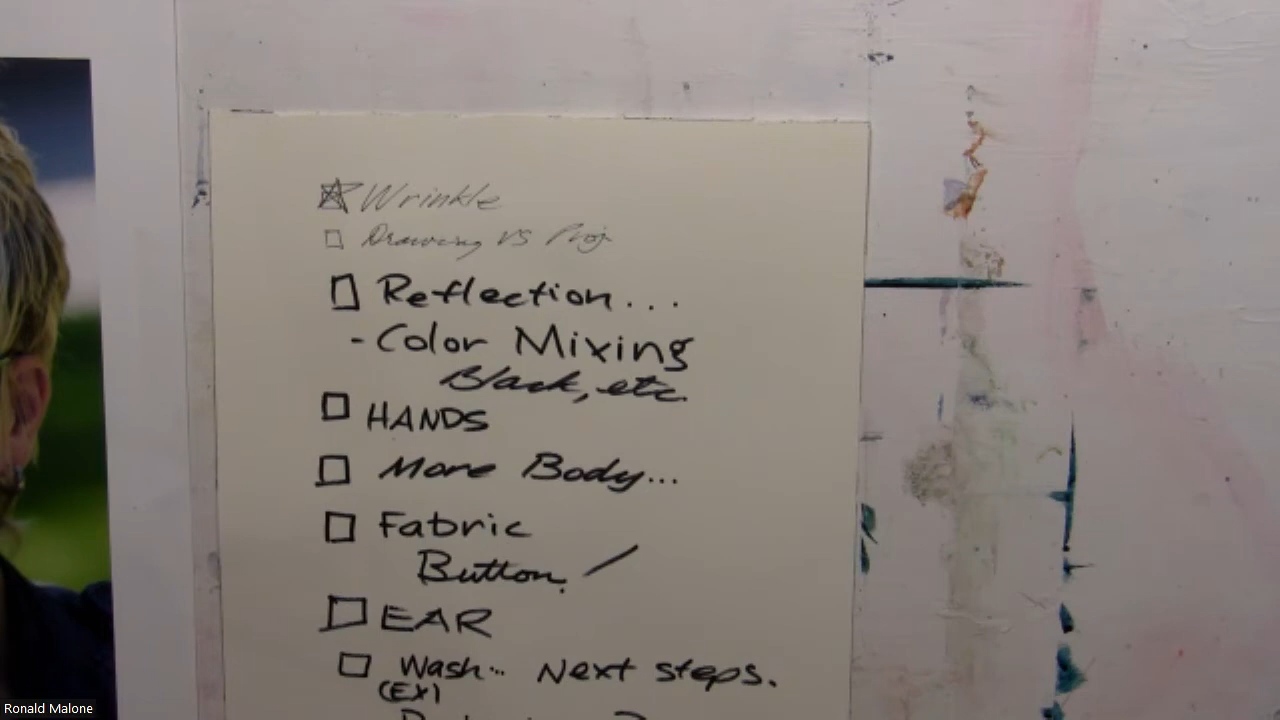 Wrinkle
Drawing VS Proj
Reflection...
- Color Mixing
Black, etc.
HANDS
More Body...
Fabric
Button /
EAR
Wash... Next steps.
(EX)
Ronald Malone